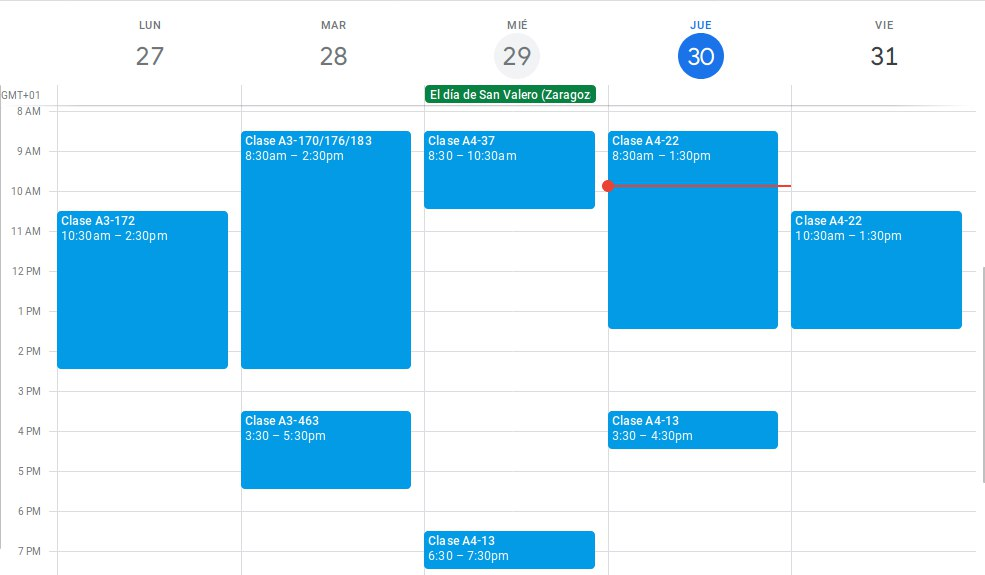 LUN
MAR
MIÉ
JUE
VIE
27
28
29
30
31
GMT+01
El día de San Valero (Zaragoz
8 AM
9 AM
10 AM
11 AM
12 PM
1 PM
2 PM
3 PM
4 PM
5 PM
6 PM
7 PM
Clase A3-172
10:30am – 2:30pm
Clase A3-170/176/183
8:30am – 2:30pm
Clase A3-463
3:30 – 5:30pm
Clase A4-37
8:30 – 10:30am
Clase A4-13
6:30 – 7:30pm
Clase A4-22
8:30am – 1:30pm
Clase A4-13
3:30 – 4:30pm
Clase A4-22
10:30am – 1:30pm